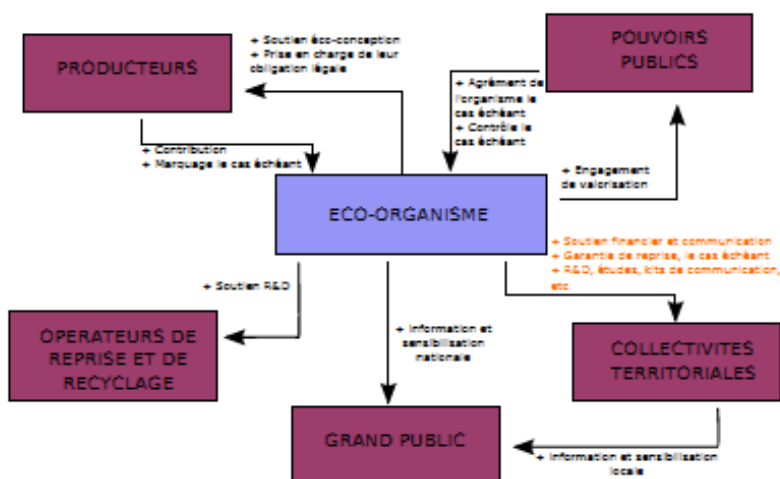 + Soutien éco-conception
+ Prise en charge de leur
obligation légale
PRODUCTEURS
POUVOIRS
PUBLICS
+ Agrément de
l'organisme le
cas échéant
+ Contrôle le
cas échéant
+ Contribution
+ Marquage le cas échéant
+ Engagement
de valorisation
ECO-ORGANISME
+ Soutien financier et communication
+ Garantie de reprise, le cas échéant
+ R&D, études, kits de communication,
etc
+ Soutien R&D
OPERATEURS DE
REPRISE ET DE
RECYCLAGE
+ Information et
sensibilisation
nationale
COLLECTIVITES
TERRITORIALES
GRAND PUBLIC
+ Information et sensibilisation
locale